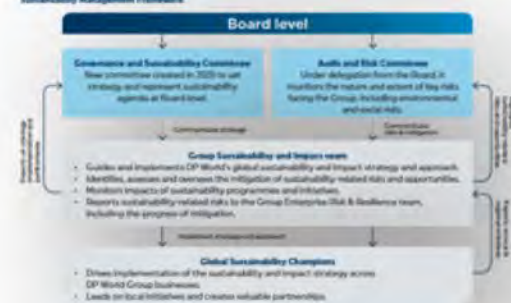 Sustainability Management Framework
Board level
Governance and Sustainability Committee
New committee created in 2023 to set
strategy and represent sustainability
agenda at Board level.
Audit and Risk Committee
Under delegation from the Board, it
monitors the nature and extent of key risks
facing the Group, including environmental
and social risks.
Communicate strategy
Group Sustainability and Impact team
• Guides and implements DP World's global sustainability and impact strategy and approach.
• Identifies, assesses and oversees the mitigation of sustainability-related risks and opportunities.
• Monitors impacts of sustainability programmes and initiatives.
• Reports sustainability-related risks to the Group Enterprise Risk & Resilience team,
including the progress of mitigation.
Global Sustainability Champions
• Drives implementation of the sustainability and impact strategy across
DP World Group businesses.
• Leads on local initiatives and creates valuable partnerships.